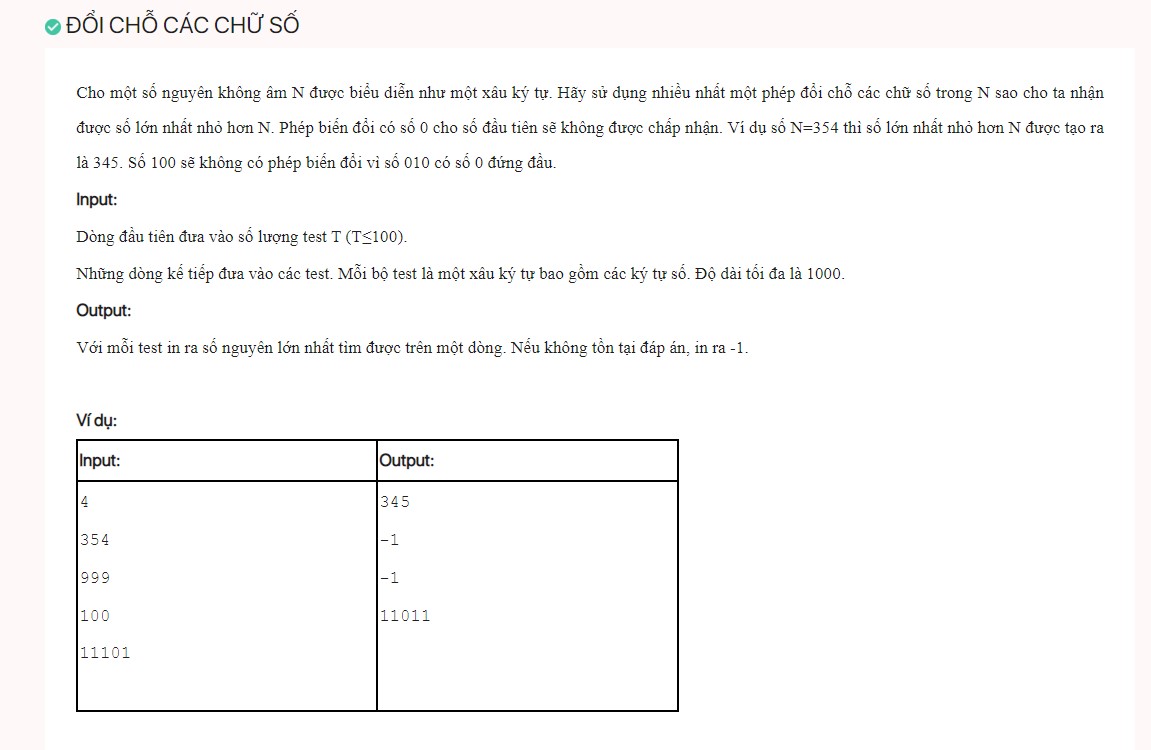 ĐỔI CHỖ CÁC CHỮ SỐ
Cho một số nguyên không âm N được biểu diễn như một xâu ký tự. Hãy sử dụng nhiều nhất một phép đổi chỗ các chữ số trong N sao cho ta nhận
được số lớn nhất nhỏ hơn N. Phép biến đổi có số 0 cho số đầu tiên sẽ không được chấp nhận. Ví dụ số N=354 thì số lớn nhất nhỏ hơn N được tạo ra
là 345. Số 100 sẽ không có phép biến đổi vì số 010 có số 0 đứng đầu.
Input:
Dòng đầu tiên đưa vào số lượng test T (T≤100).
Những dòng kế tiếp đưa vào các test. Mỗi bộ test là một xâu ký tự bao gồm các ký tự số. Độ dài tối đa là 1000.
Output:
Với mỗi test in ra số nguyên lớn nhất tìm được trên một dòng. Nếu không tồn tại đáp án, in ra -1.
Ví dụ:
Input: Output:
4 345
354 -1
999 -1
100 11011
11101